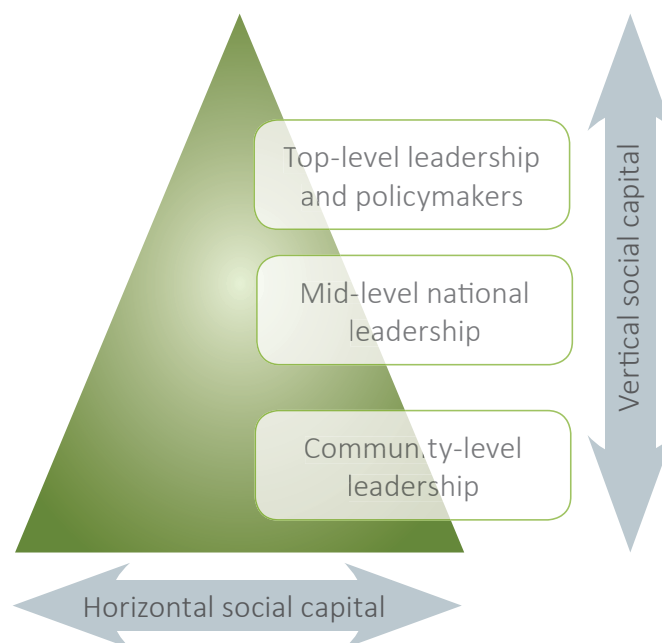 Top-level leadership
and policymakers
Mid-level national
leadership
Community-level
leadership
Vertical social capital
Horizontal social capital